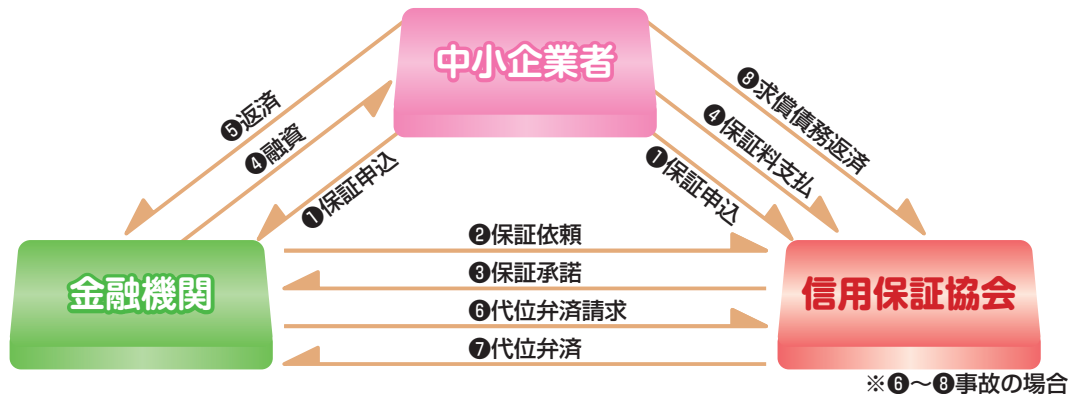 中小企業者
❺返済
❹融資
❶保証申込
❽求償債務返済
❹保証料支払
❶保証申込
❷保証依頼
❸保証承諾
❻代位弁済請求
❼代位弁済
金融機関
信用保証協会
※❻〜❽事故の場合